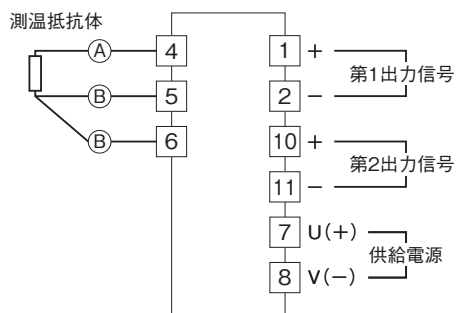 測温抵抗体
A 4
B 5
B 6
1 +
2 −
第1出力信号
10 +
11 −
第2出力信号
7 U(+)
8 V(−)
供給電源